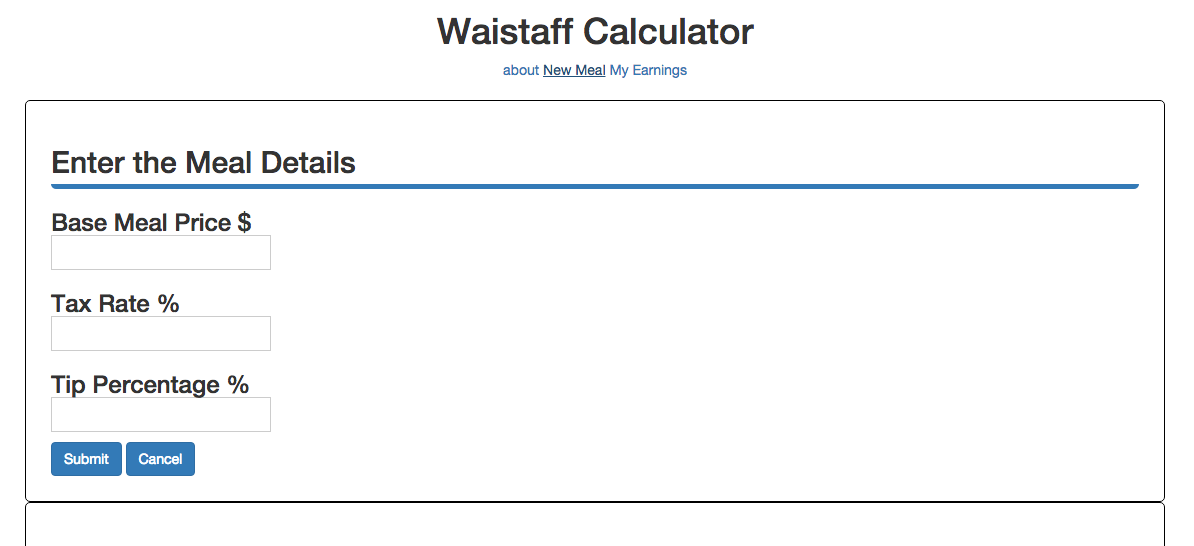 Waistaff Calculator
about New Meal My Earnings
Enter the Meal Details
Base Meal Price $
Tax Rate %
Tip Percentage %
Submit Cancel